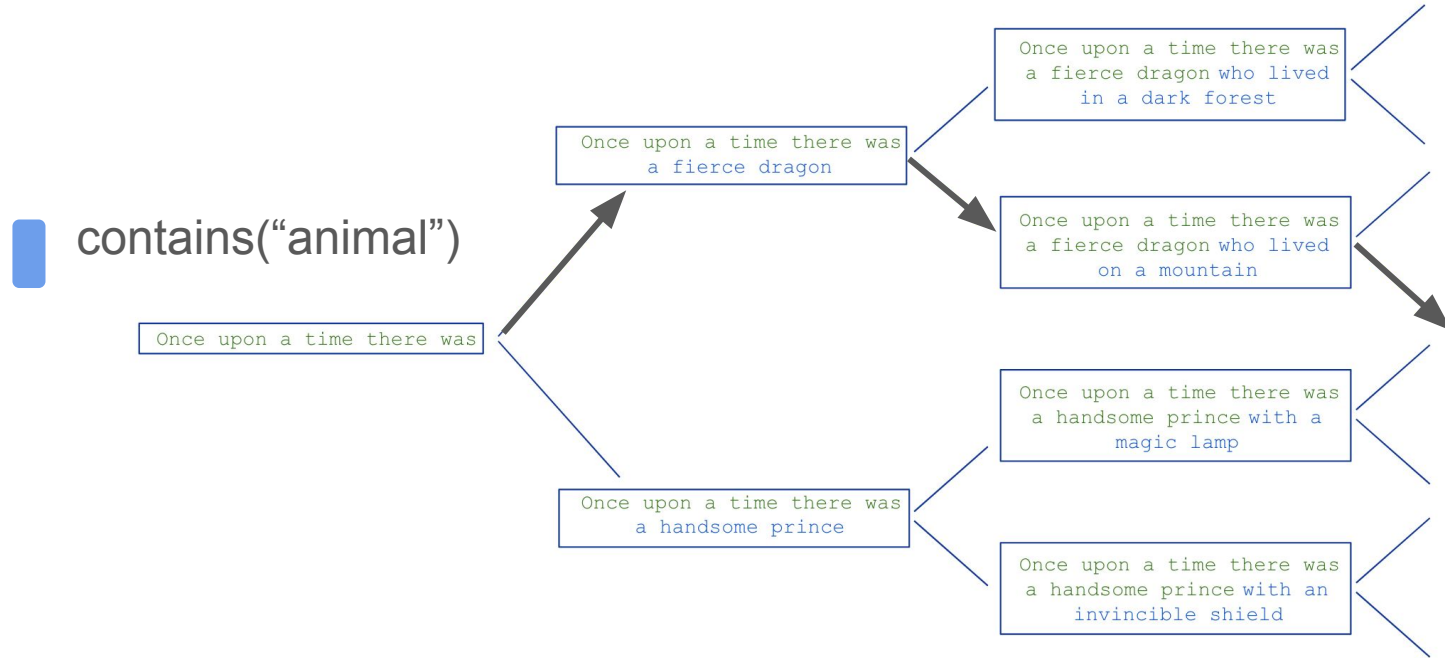 contains(“animal”)
Once upon a time there was
Once upon a time there was
a fierce dragon
Once upon a time there was
a handsome prince
Once upon a time there was
a fierce dragon who lived
in a dark forest
Once upon a time there was
a fierce dragon who lived
on a mountain
Once upon a time there was
a handsome prince with a
magic lamp
Once upon a time there was
a handsome prince with an
invincible shield